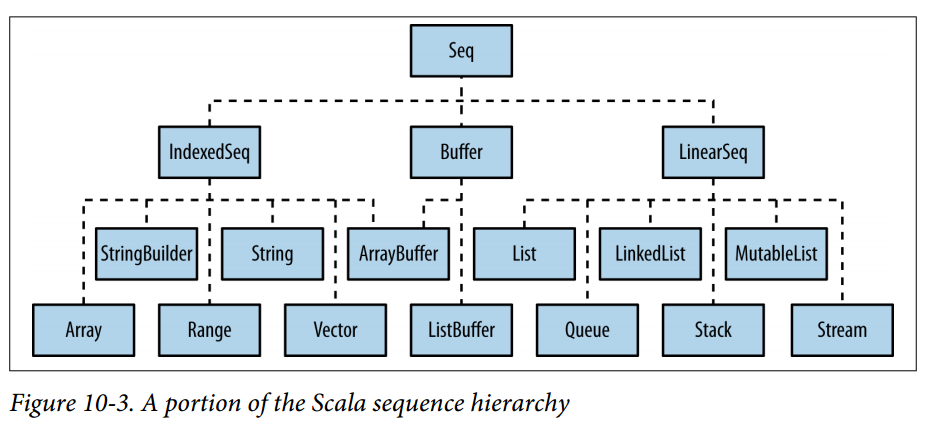 Seq
IndexedSeq Buffer LinearSeq
StringBuilder String ArrayBuffer List LinkedList MutableList
Array Range Vector ListBuffer Queue Stack Stream
Figure 10-3. A portion of the Scala sequence hierarchy